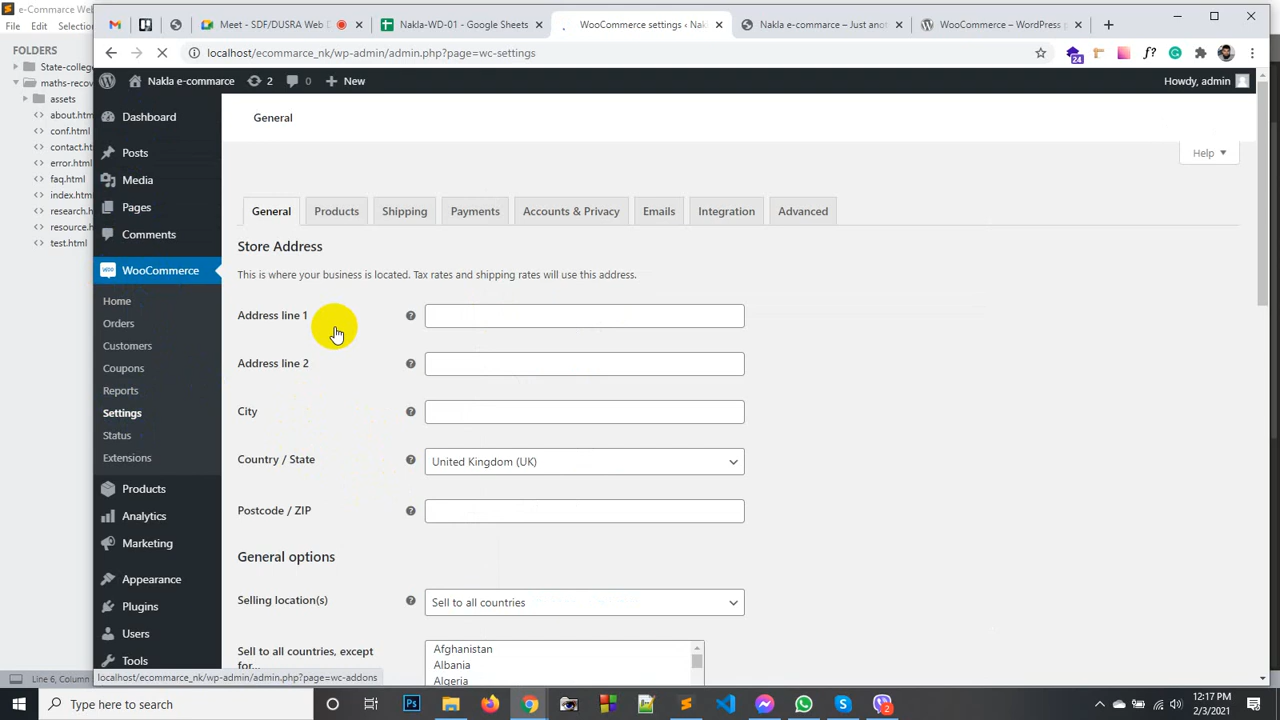 e-Commarce Web
File Edit Selection
FOLDERS
State-colleg
maths-recov
assets
about.htm
conf.html
contact.htm
error.html
faq.html
index.htm
research.h
resource.h
test.html
Line 6, Column
Meet - SDF/DUSRA Web D
Nakla-WD-01 - Google Sheets
WooCommerce settings ‹ Nakl
Nakla e-commerce – Just anot
WooCommerce – WordPress p
localhost/ecommarce_nk/wp-admin/admin.php?page=wc-settings
24
f?
Nakla e-commarce
2
0
New
Howdy, admin
Dashboard
Posts
Media
Pages
Comments
WooCommerce
Home
Orders
Customers
Coupons
Reports
Settings
Status
Extensions
Products
Analytics
Marketing
Appearance
Plugins
Users
Tools
General
Help
General Products Shipping Payments Accounts & Privacy Emails Integration Advanced
Store Address
This is where your business is located. Tax rates and shipping rates will use this address.
Address line 1
Address line 2
City
Country / State
United Kingdom (UK)
Postcode / ZIP
General options
Selling location(s)
Sell to all countries
Sell to all countries, except for...
Afghanistan
Albania
Algeria
localhost/ecommarce_nk/wp-admin/admin.php?page=wc-addons
Type here to search
2
12:17 PM
2/3/2021